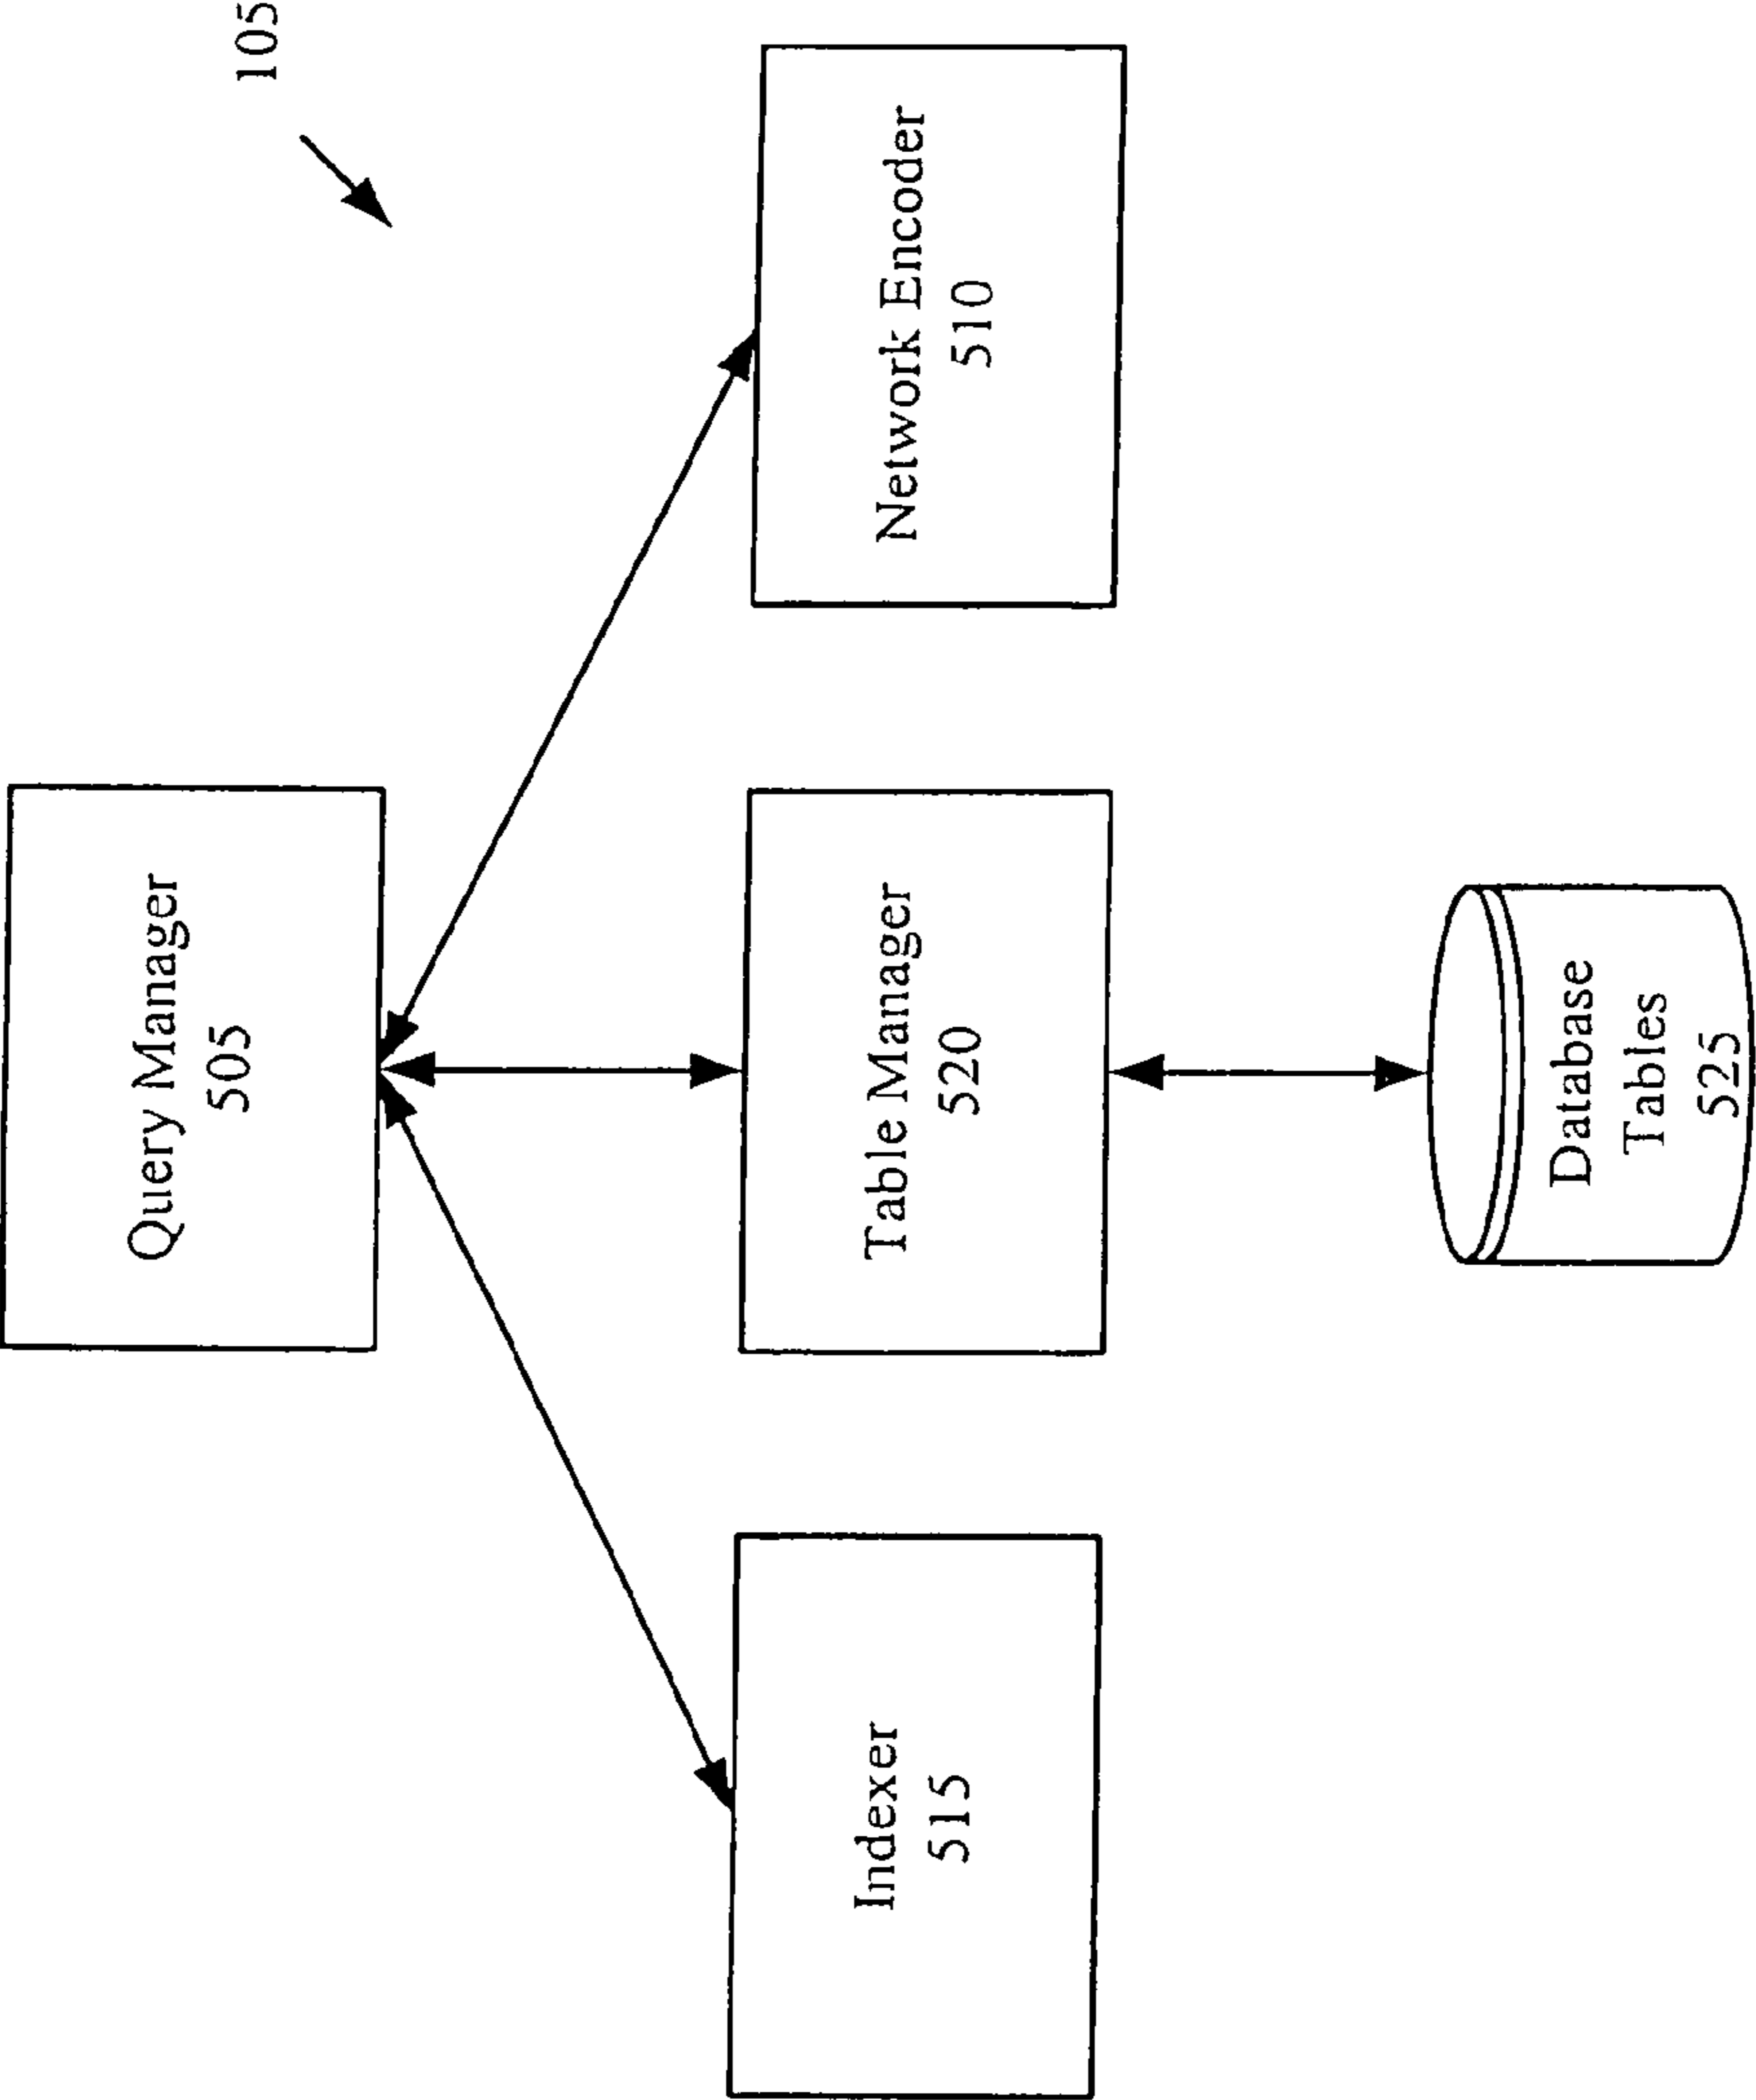 105
Query Manager
505
Indexer
515
Table Manager
520
Network Encoder
510
Database
Tables
525